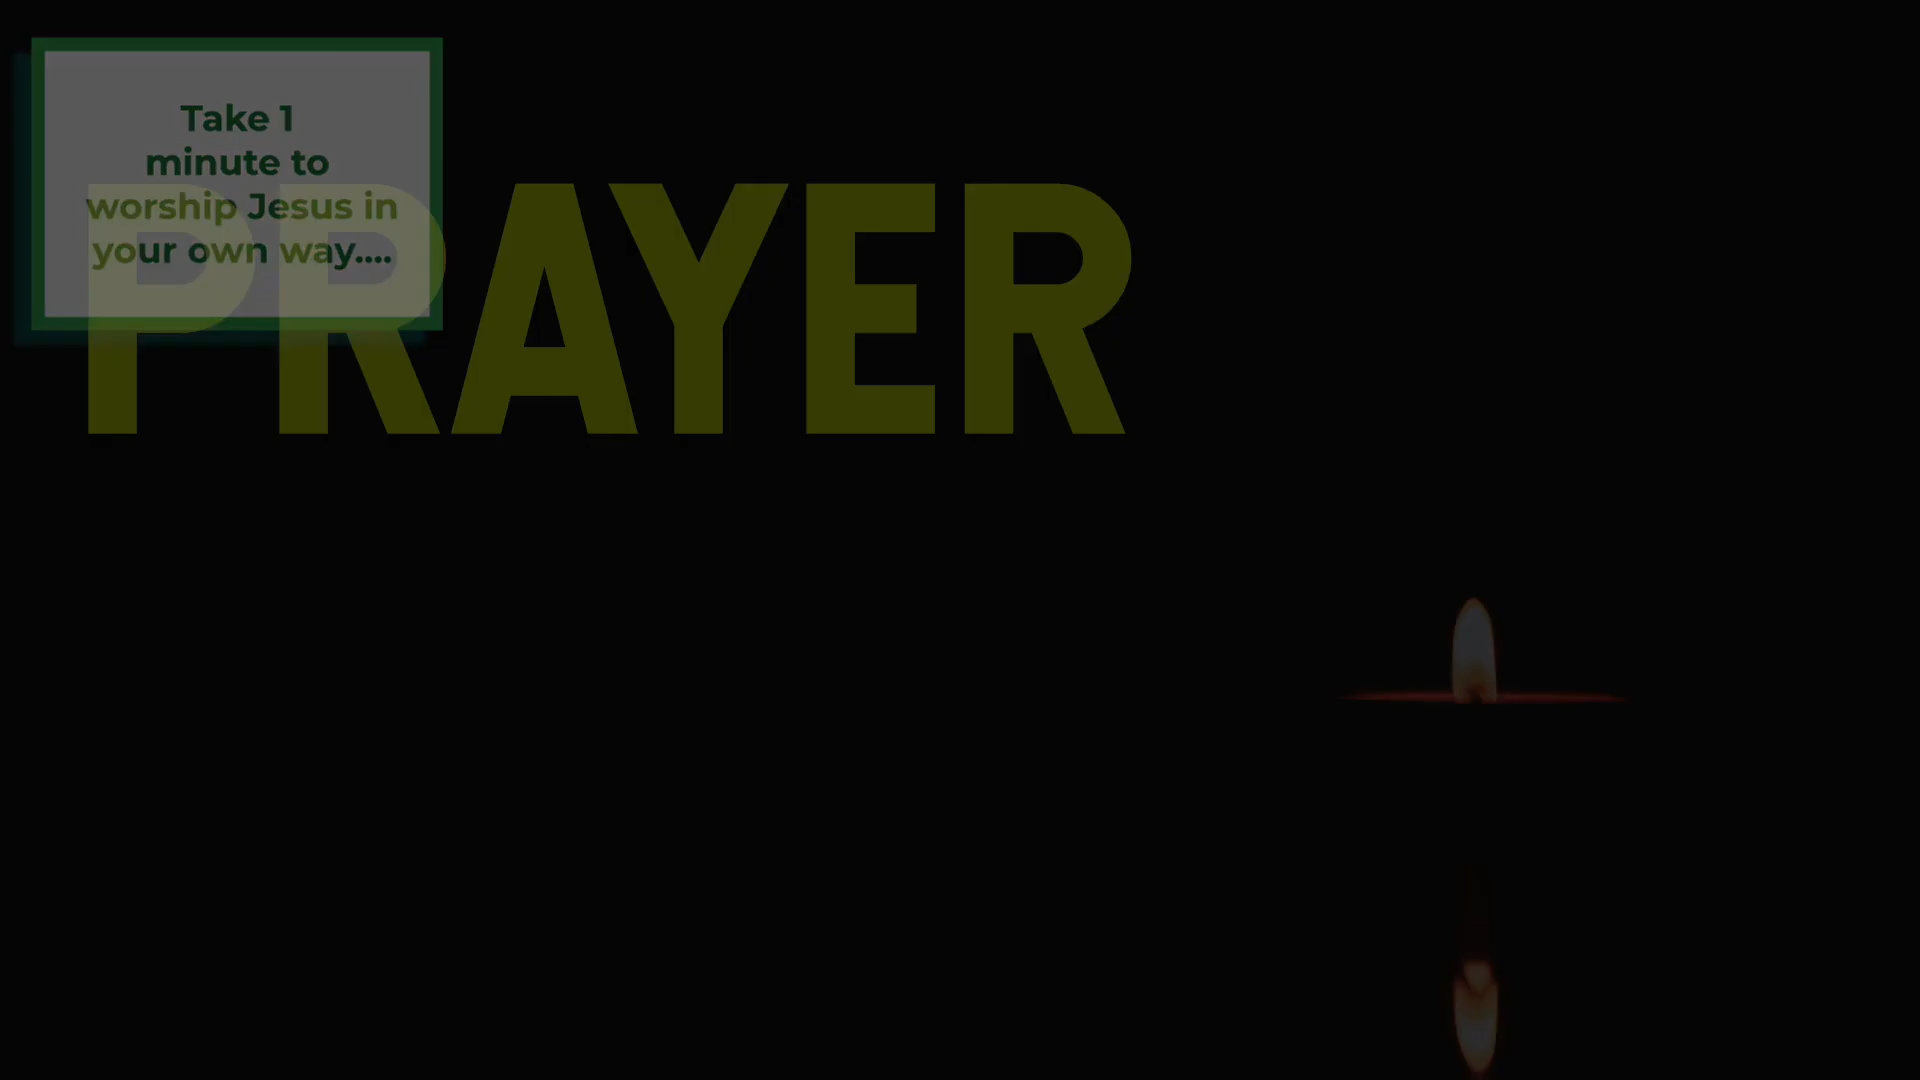 Take 1
minute to
worship Jesus in
your own way....
PRAYER